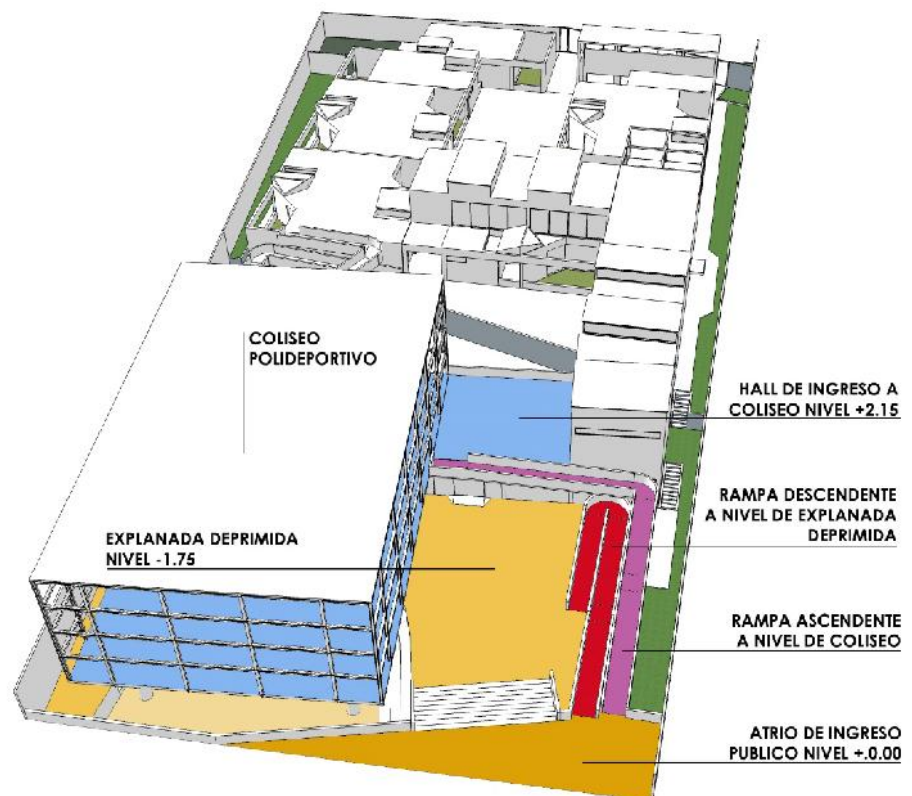 COLISEO
POLIDEPORTIVO
HALL DE INGRESO A
COLISEO NIVEL +2.15
RAMPA DESCENDENTE
A NIVEL DE EXPLANADA
DEPRIMIDA
EXPLANADA DEPRIMIDA
NIVEL -1.75
RAMPA ASCENDENTE
A NIVEL DE COLISEO
ATRIO DE INGRESO
PUBLICO NIVEL +.0.00